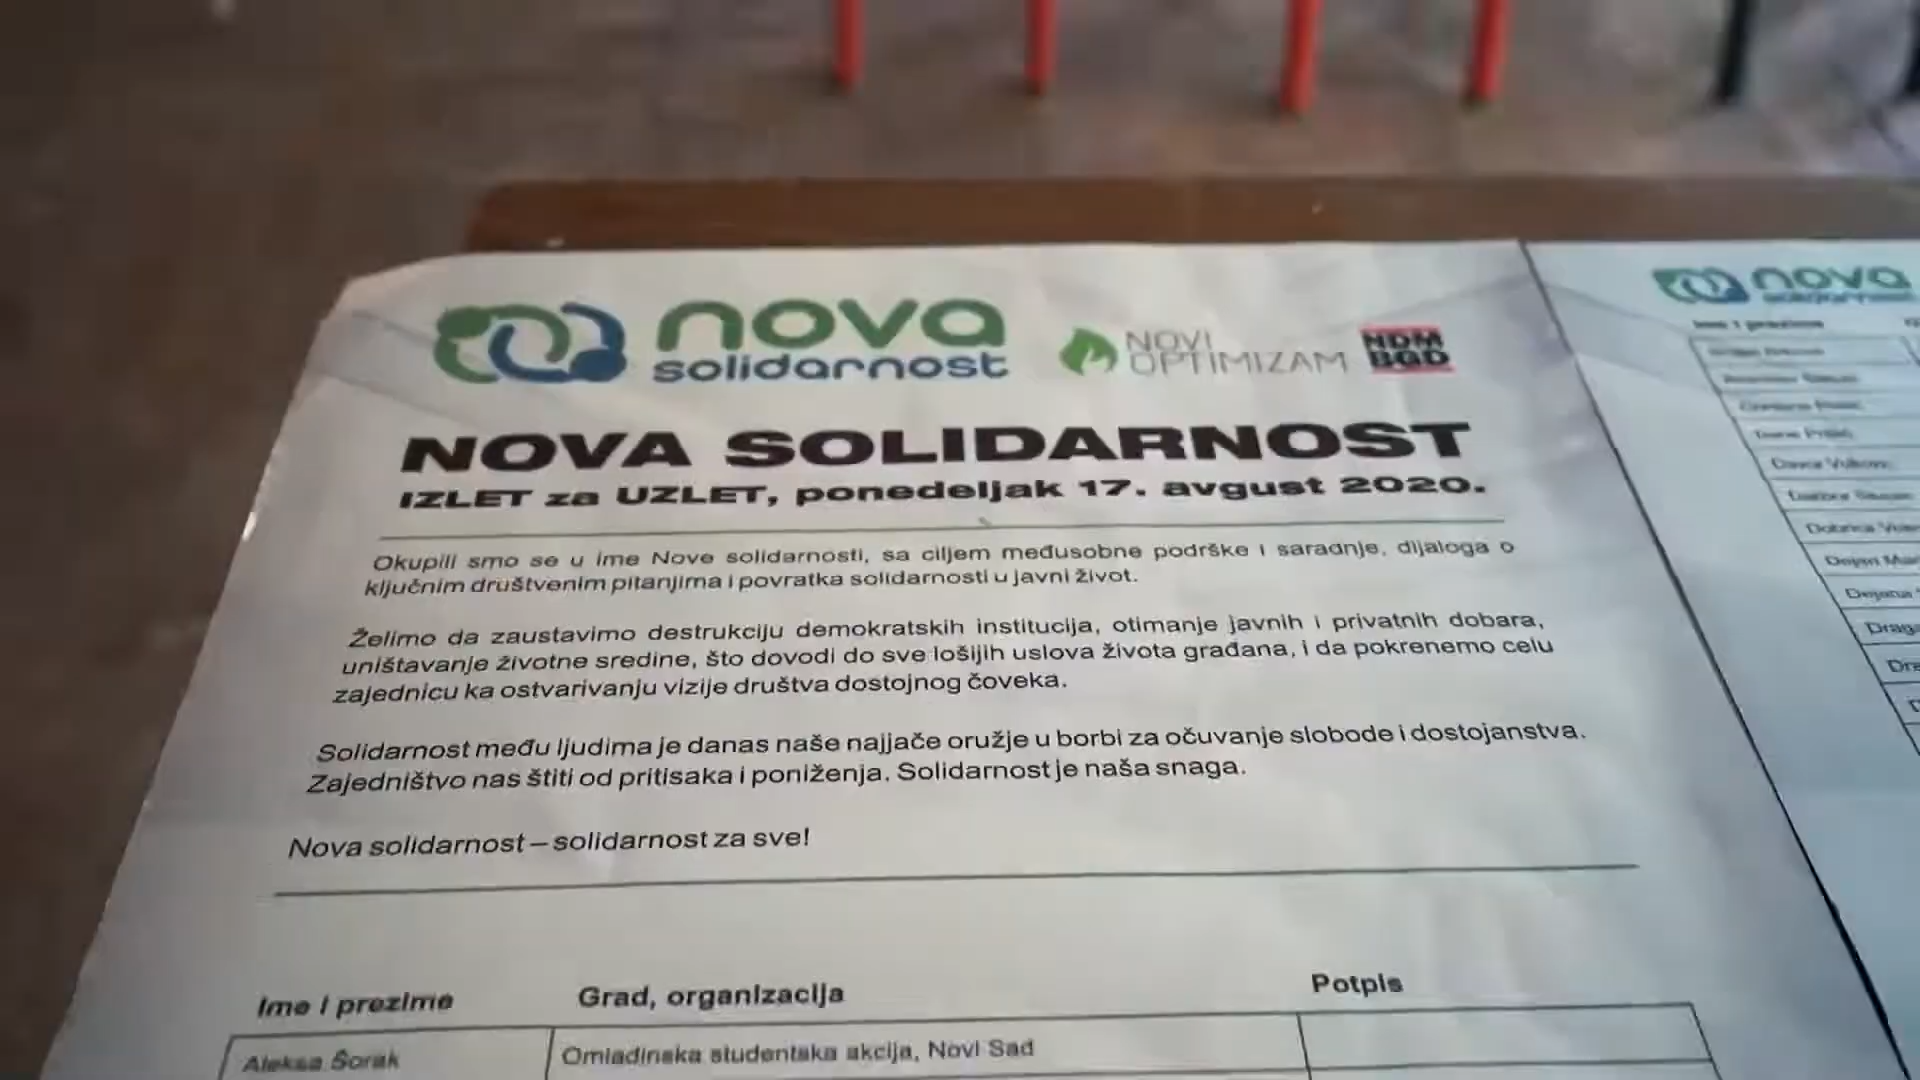 nova
solidarnost
NOVI
OPTIMIZAM
NDM
BGD
NOVA SOLIDARNOST
IZLET za UZLET, ponedeljak 17. avgust 2020.
Okupili smo se u ime Nove solidarnosti, sa ciljem međusobne podrške i saradnje, dijaloga o
ključnim društvenim pitanjima i povratka solidarnosti u javni život.
Želimo da zaustavimo destrukciju demokratskih institucija, otimanje javnih i privatnih dobara,
uništavanje životne sredine, što dovodi do sve lošijih uslova života građana, i da pokrenemo celu
zajednicu ka ostvarivanju vizije društva dostojnog čoveka.
Solidarnost među ljudima je danas naše najjače oružje u borbi za očuvanje slobode i dostojanstva.
Zajedništvo nas štiti od pritisaka i poniženja. Solidarnost je naša snaga.
Nova solidarnost – solidarnost za sve!
Ime i prezime Grad, organizacija Potpis
Aleksa Šorak Omladinska studentska akcija, Novi Sad
nova
solidarnost
Ime i prezime